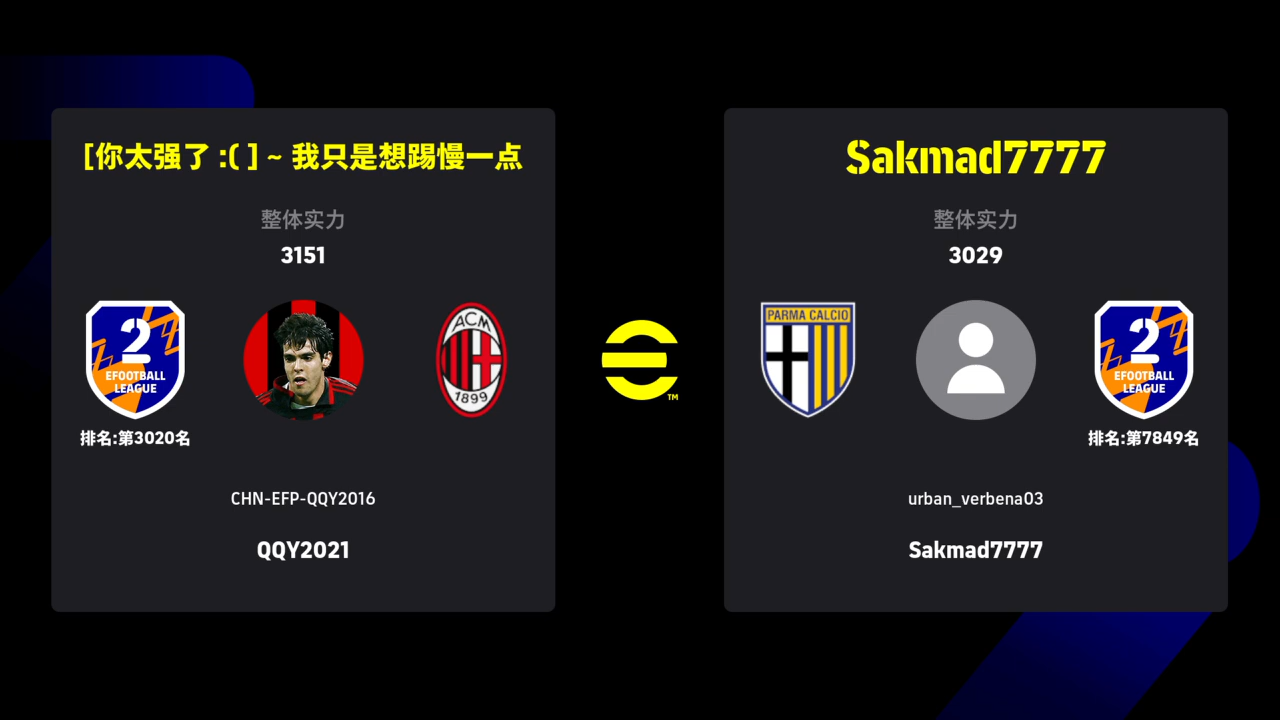 [你太强了 :( ] ~ 我只是想踢慢一点
整体实力
3151
2
EFOOTBALL
LEAGUE
ACM
1899
排名:第3020名
CHN-EFP-QQY2016
QQY2021
TM
Sakmad7777
整体实力
3029
PARMA CALCIO
2
EFOOTBALL
LEAGUE
排名:第7849名
urban_verbena03
Sakmad7777